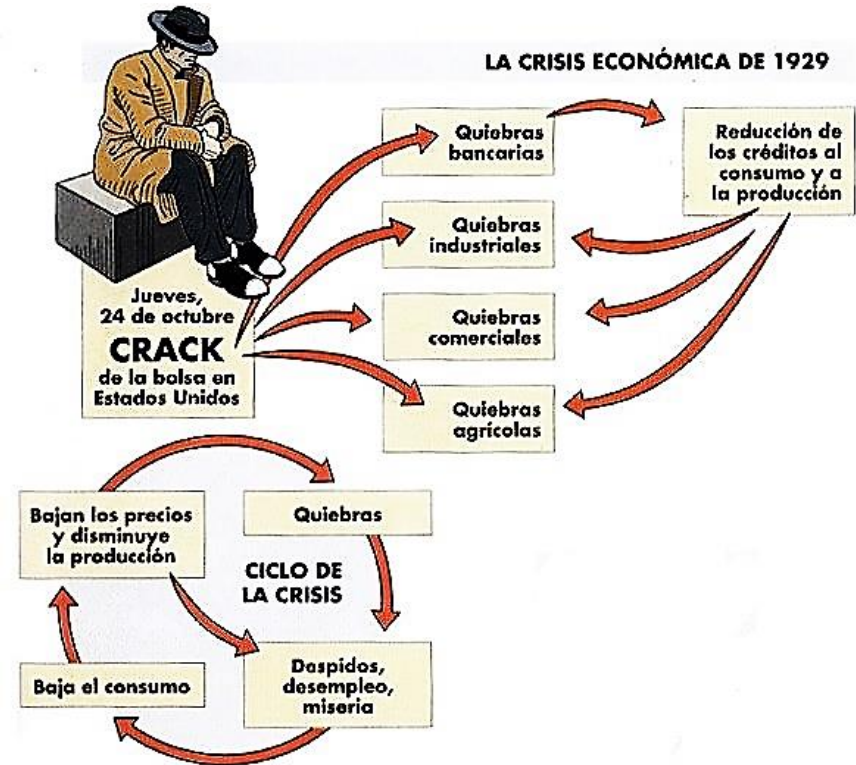 LA CRISIS ECONÓMICA DE 1929
Quiebras
bancarias
Reducción de
los créditos al
consumo y a
la producción
Quiebras
industriales
Quiebras
comerciales
Quiebras
agrícolas
Jueves,
24 de octubre
CRACK
de la bolsa en
Estados Unidos
Bajan los precios
y disminuye
la producción
Quiebras
CICLO DE
LA CRISIS
Despidos,
desempleo,
miseria
Baja el consumo